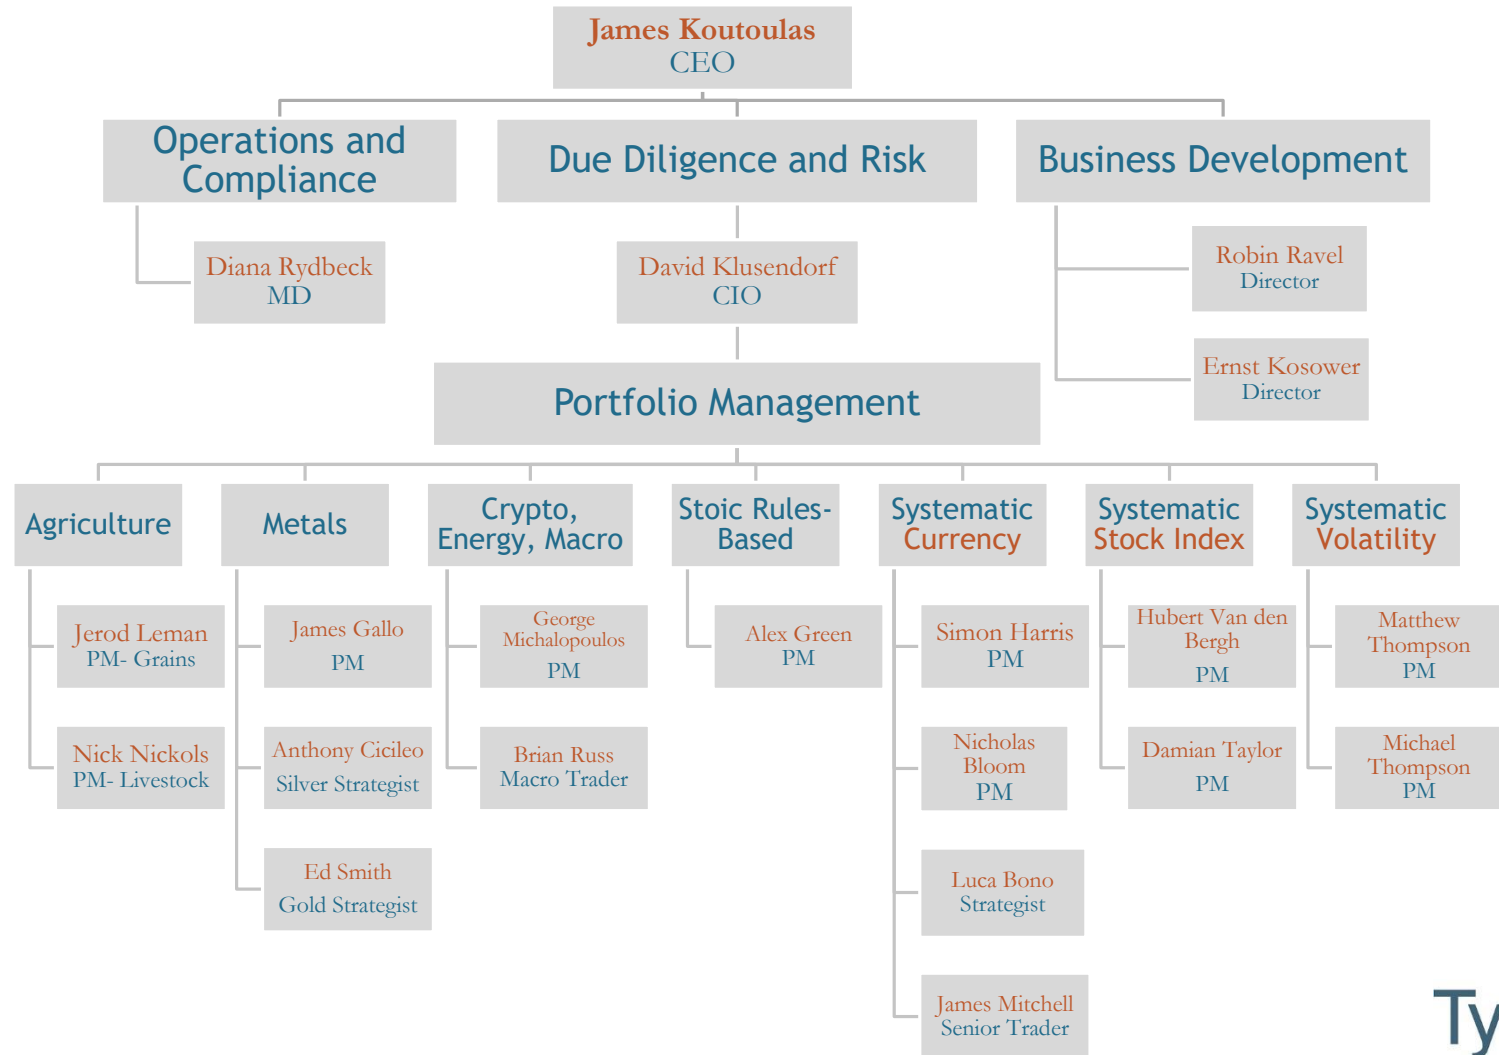 James Koutoulas
CEO
Operations and
Compliance
Due Diligence and Risk
Business Development
Diana Rydbeck
MD
David Klusendorf
CIO
Robin Ravel
Director
Ernst Kosower
Director
Portfolio Management
Agriculture
Metals
Crypto,
Energy, Macro
Stoic Rules-
Based
Systematic
Currency
Systematic
Stock Index
Systematic
Volatility
Jerod Leman
PM- Grains
Nick Nickols
PM- Livestock
James Gallo
PM
Anthony Cicileo
Silver Strategist
Ed Smith
Gold Strategist
George
Michalopoulos
PM
Brian Russ
Macro Trader
Alex Green
PM
Simon Harris
PM
Nicholas
Bloom
PM
Luca Bono
Strategist
James Mitchell
Senior Trader
Hubert Van den
Bergh
PM
Damian Taylor
PM
Matthew
Thompson
PM
Michael
Thompson
PM
Ty